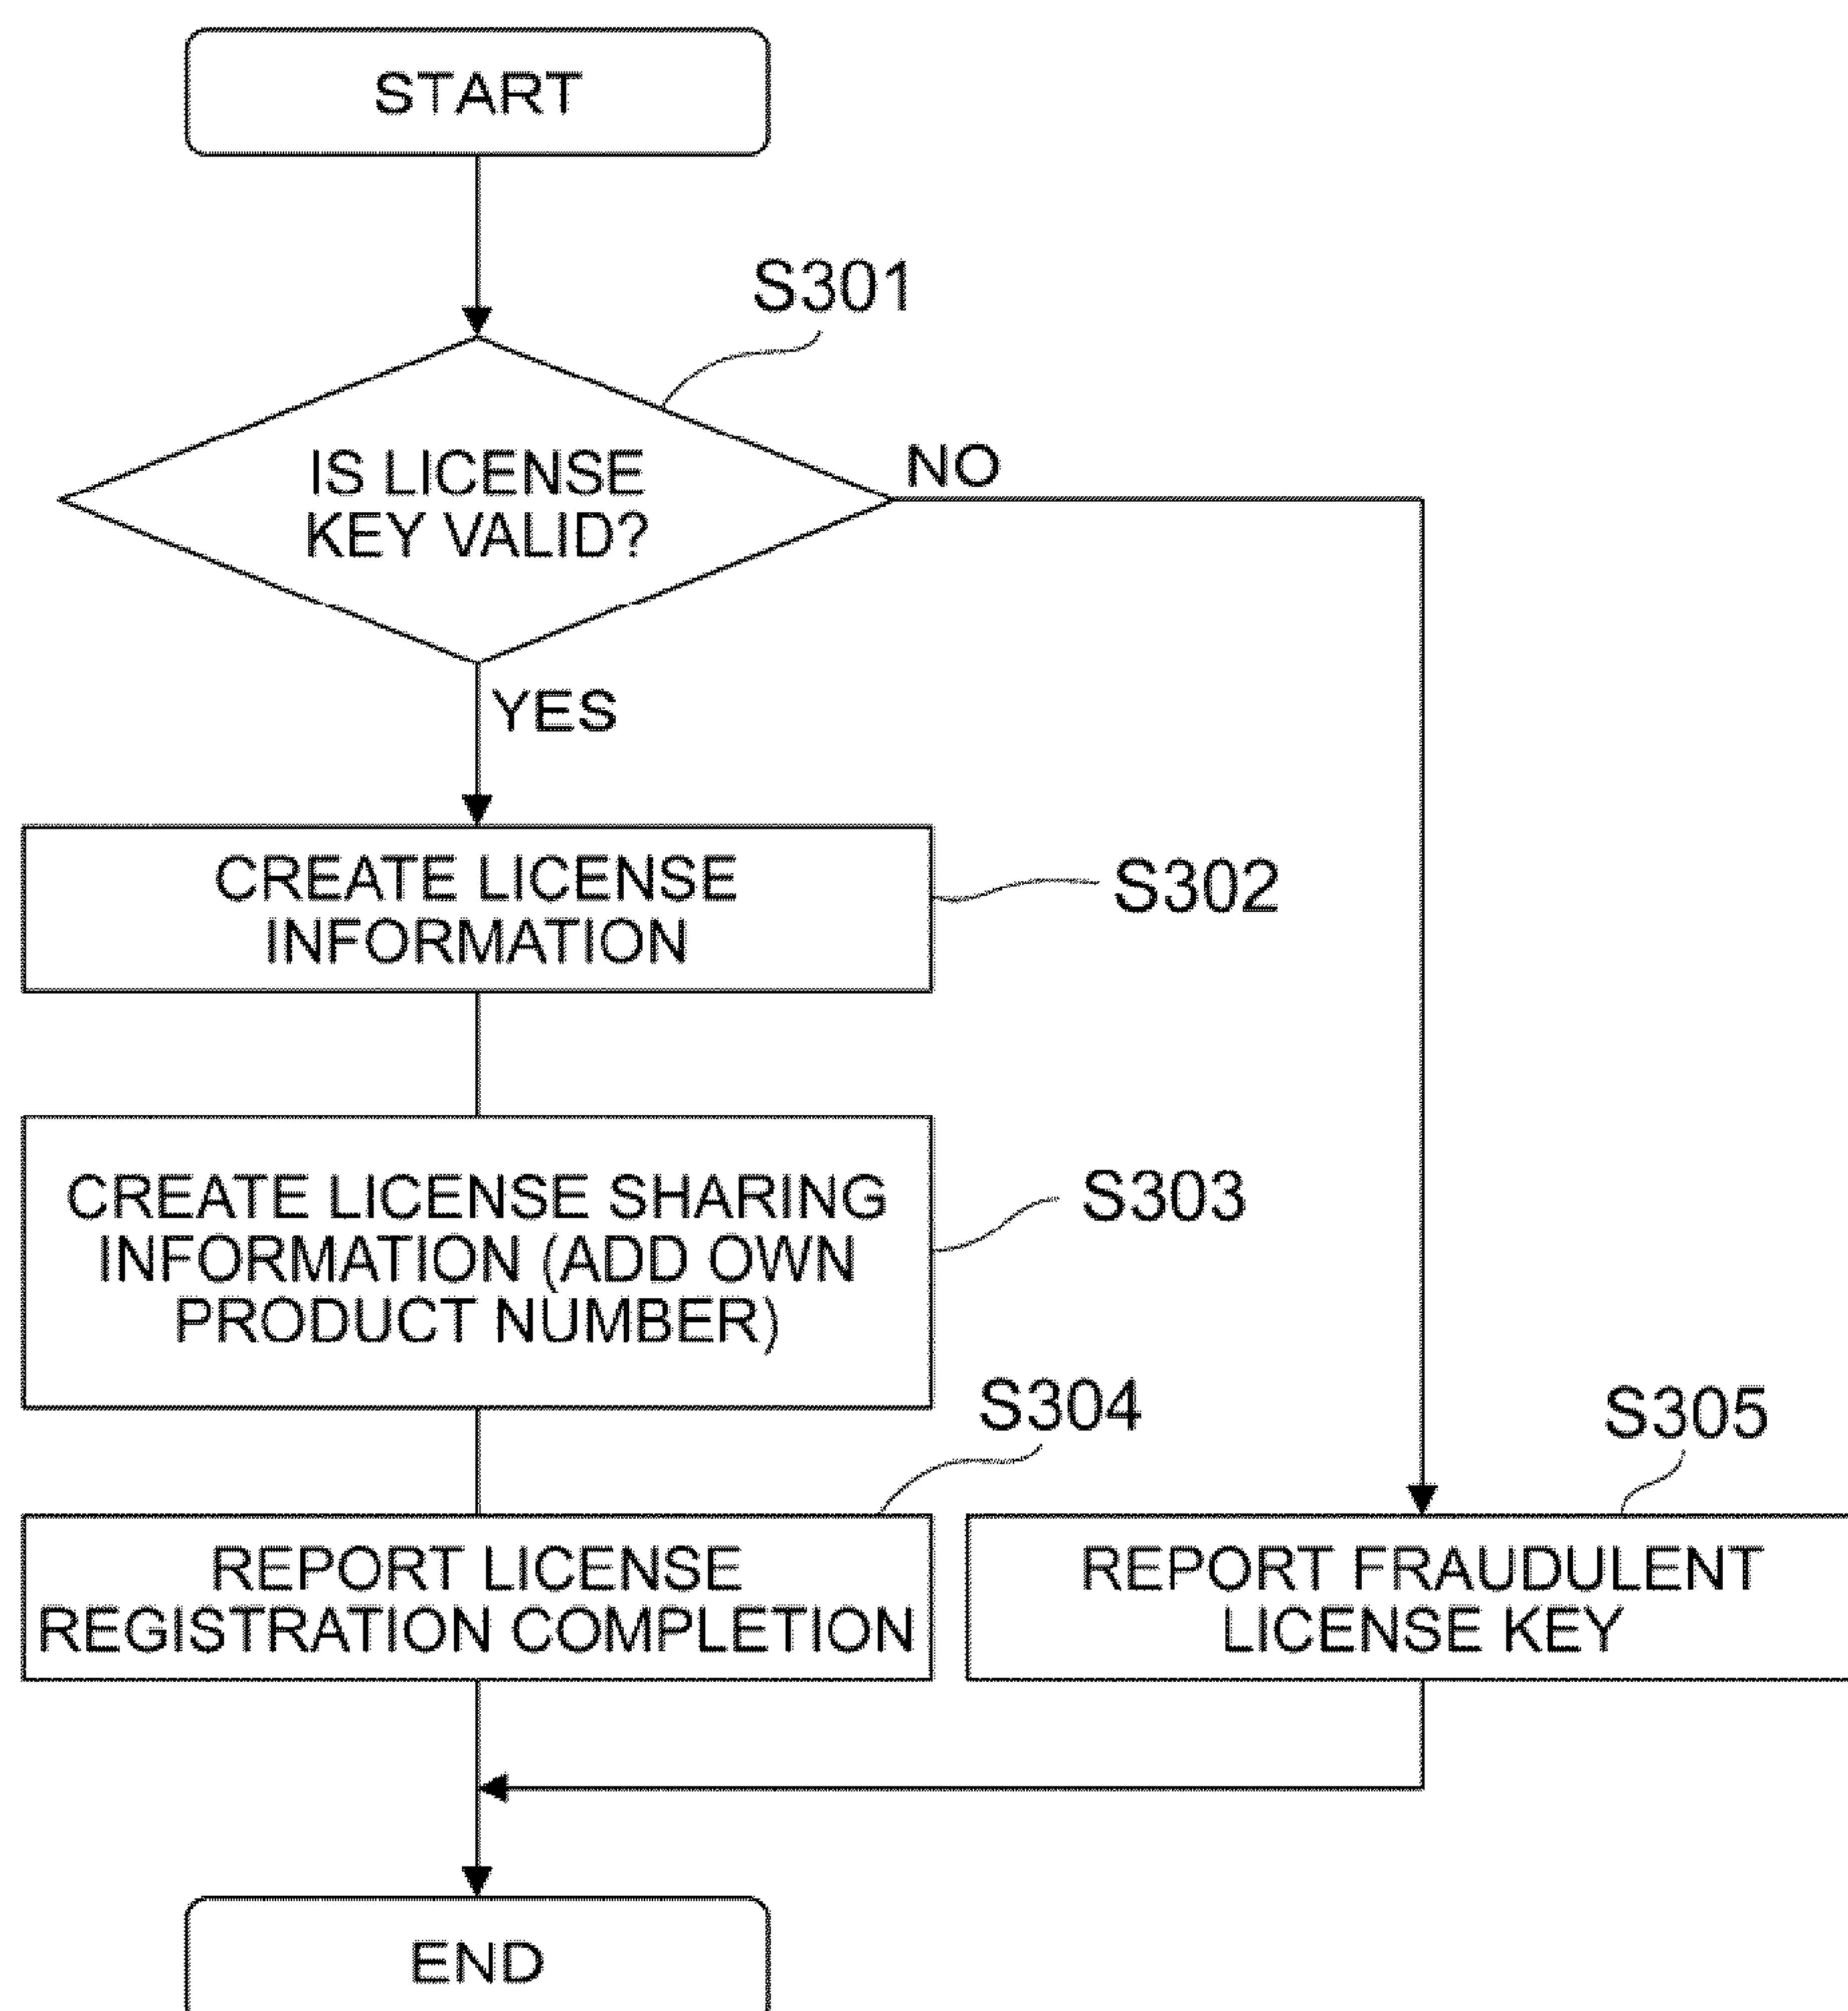 START
S301
IS LICENSE
KEY VALID?
NO
YES
CREATE LICENSE
INFORMATION
S302
CREATE LICENSE SHARING
INFORMATION (ADD OWN
PRODUCT NUMBER)
S303
S304
S305
REPORT LICENSE
REGISTRATION COMPLETION
REPORT FRAUDULENT
LICENSE KEY
END